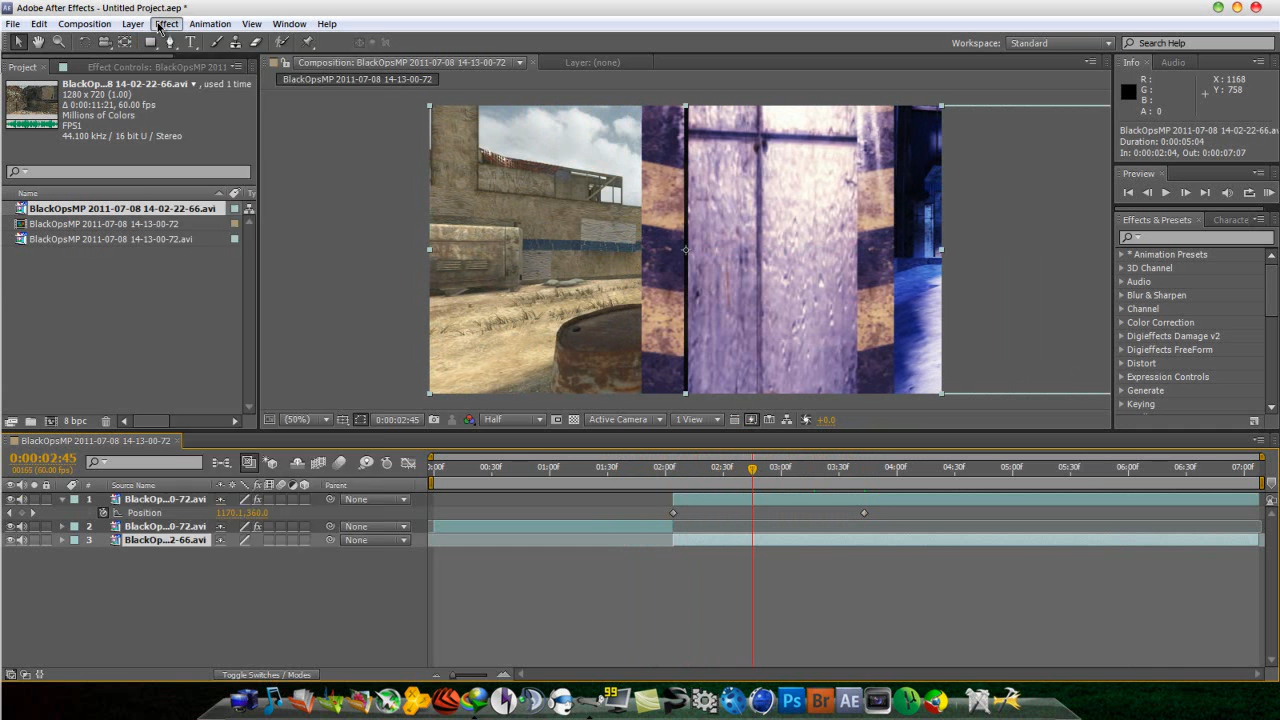 Adobe After Effects - Untitled Project.aep *
File Edit Composition Layer Effect Animation View Window Help
Workspace: Standard Search Help
Project Effect Controls: BlackOpsMP 2011
Composition: BlackOpsMP 2011-07-08 14-13-00-72 Layer: (none)
Info Audio
BlackOp...8 14-02-22-66.avi ▼ , used 1 time
1280 x 720 (1.00)
Δ 0:00:11:21, 60.00 fps
Millions of Colors
FPS1
44.100 kHz / 16 bit U / Stereo
BlackOpsMP 2011-07-08 14-13-00-72
R : X : 1168
G : Y : 758
B :
A : 0
BlackOpsMP 2011-07-08 14-02-22-66.a
Duration: 0:00:05:04
In: 0:00:02:04, Out: 0:00:07:07
Preview
Name Ty
BlackOpsMP 2011-07-08 14-02-22-66.avi
BlackOpsMP 2011-07-08 14-13-00-72
BlackOpsMP 2011-07-08 14-13-00-72.avi
Effects & Presets Characte
* Animation Presets
3D Channel
Audio
Blur & Sharpen
Channel
Color Correction
Digieffects Damage v2
Digieffects FreeForm
Distort
Expression Controls
Generate
Keying
8 bpc
(50%) 0:00:02:45 Half Active Camera 1 View +0.0
BlackOpsMP 2011-07-08 14-13-00-72
0:00:02:45
00165 (60.00 fps)
:00f 00:30f 01:00f 01:30f 02:00f 02:30f 03:00f 03:30f 04:00f 04:30f 05:00f 05:30f 06:00f 06:30f 07:00f
# Source Name Parent
1 BlackOp...0-72.avi None
Position 1170.1,360.0
2 BlackOp...0-72.avi None
3 BlackOp...2-66.avi None
Toggle Switches / Modes
99
Ps Br AE